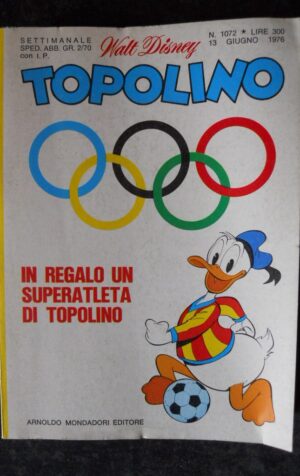 SETTIMANALE
SPED. ABB. GR. 2/70
con I.P.
Walt Disney
N. 1072 * LIRE 300
13 GIUGNO 1976
TOPOLINO
IN REGALO UN
SUPERATLETA
DI TOPOLINO
ARNOLDO MONDADORI EDITORE